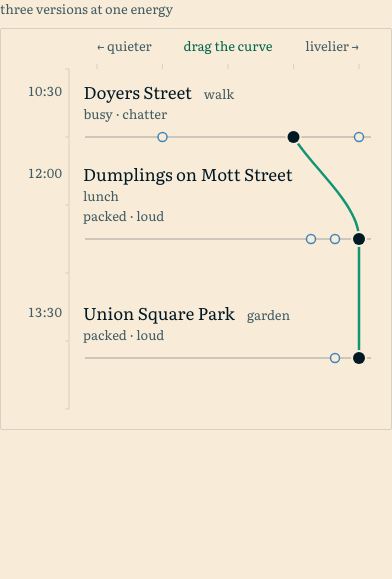 three versions at one energy
← quieter drag the curve livelier →
10:30 Doyers Street walk
busy · chatter
12:00 Dumplings on Mott Street
lunch
packed · loud
13:30 Union Square Park garden
packed · loud